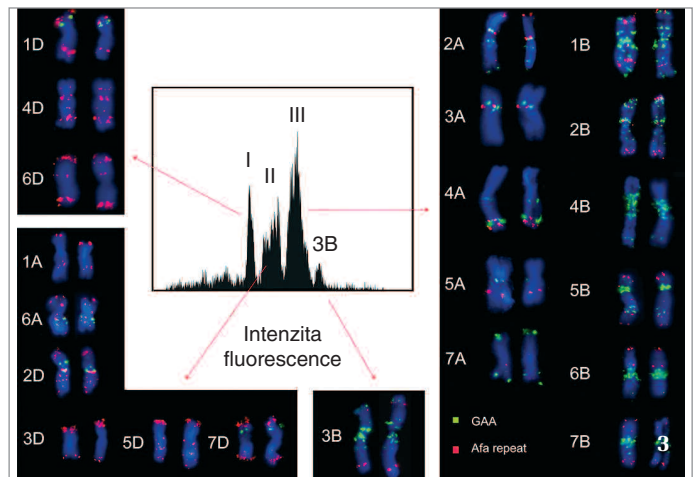 1D
4D
6D
I
II
III
3B
Intenzita
fluorescence
1A
6A
2D
3D
5D
7D
3B
2A
1B
3A
2B
4A
4B
5A
5B
7A
6B
GAA
Afa repeat
7B
3